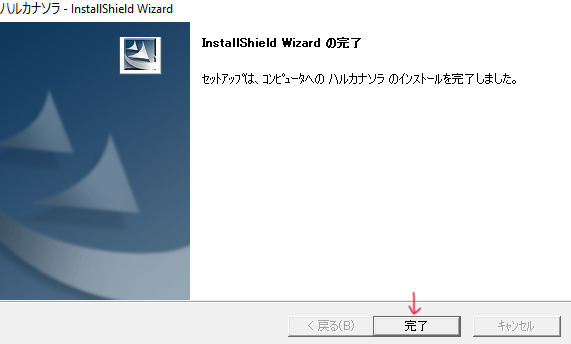 ハルカナソラ - InstallShield Wizard
InstallShield Wizard の完了
ｾｯﾄｱｯﾌﾟは、ｺﾝﾋﾟｭｰﾀへの ハルカナソラ のｲﾝｽﾄｰﾙを完了しました。
< 戻る(B)
完了
ｷｬﾝｾﾙ